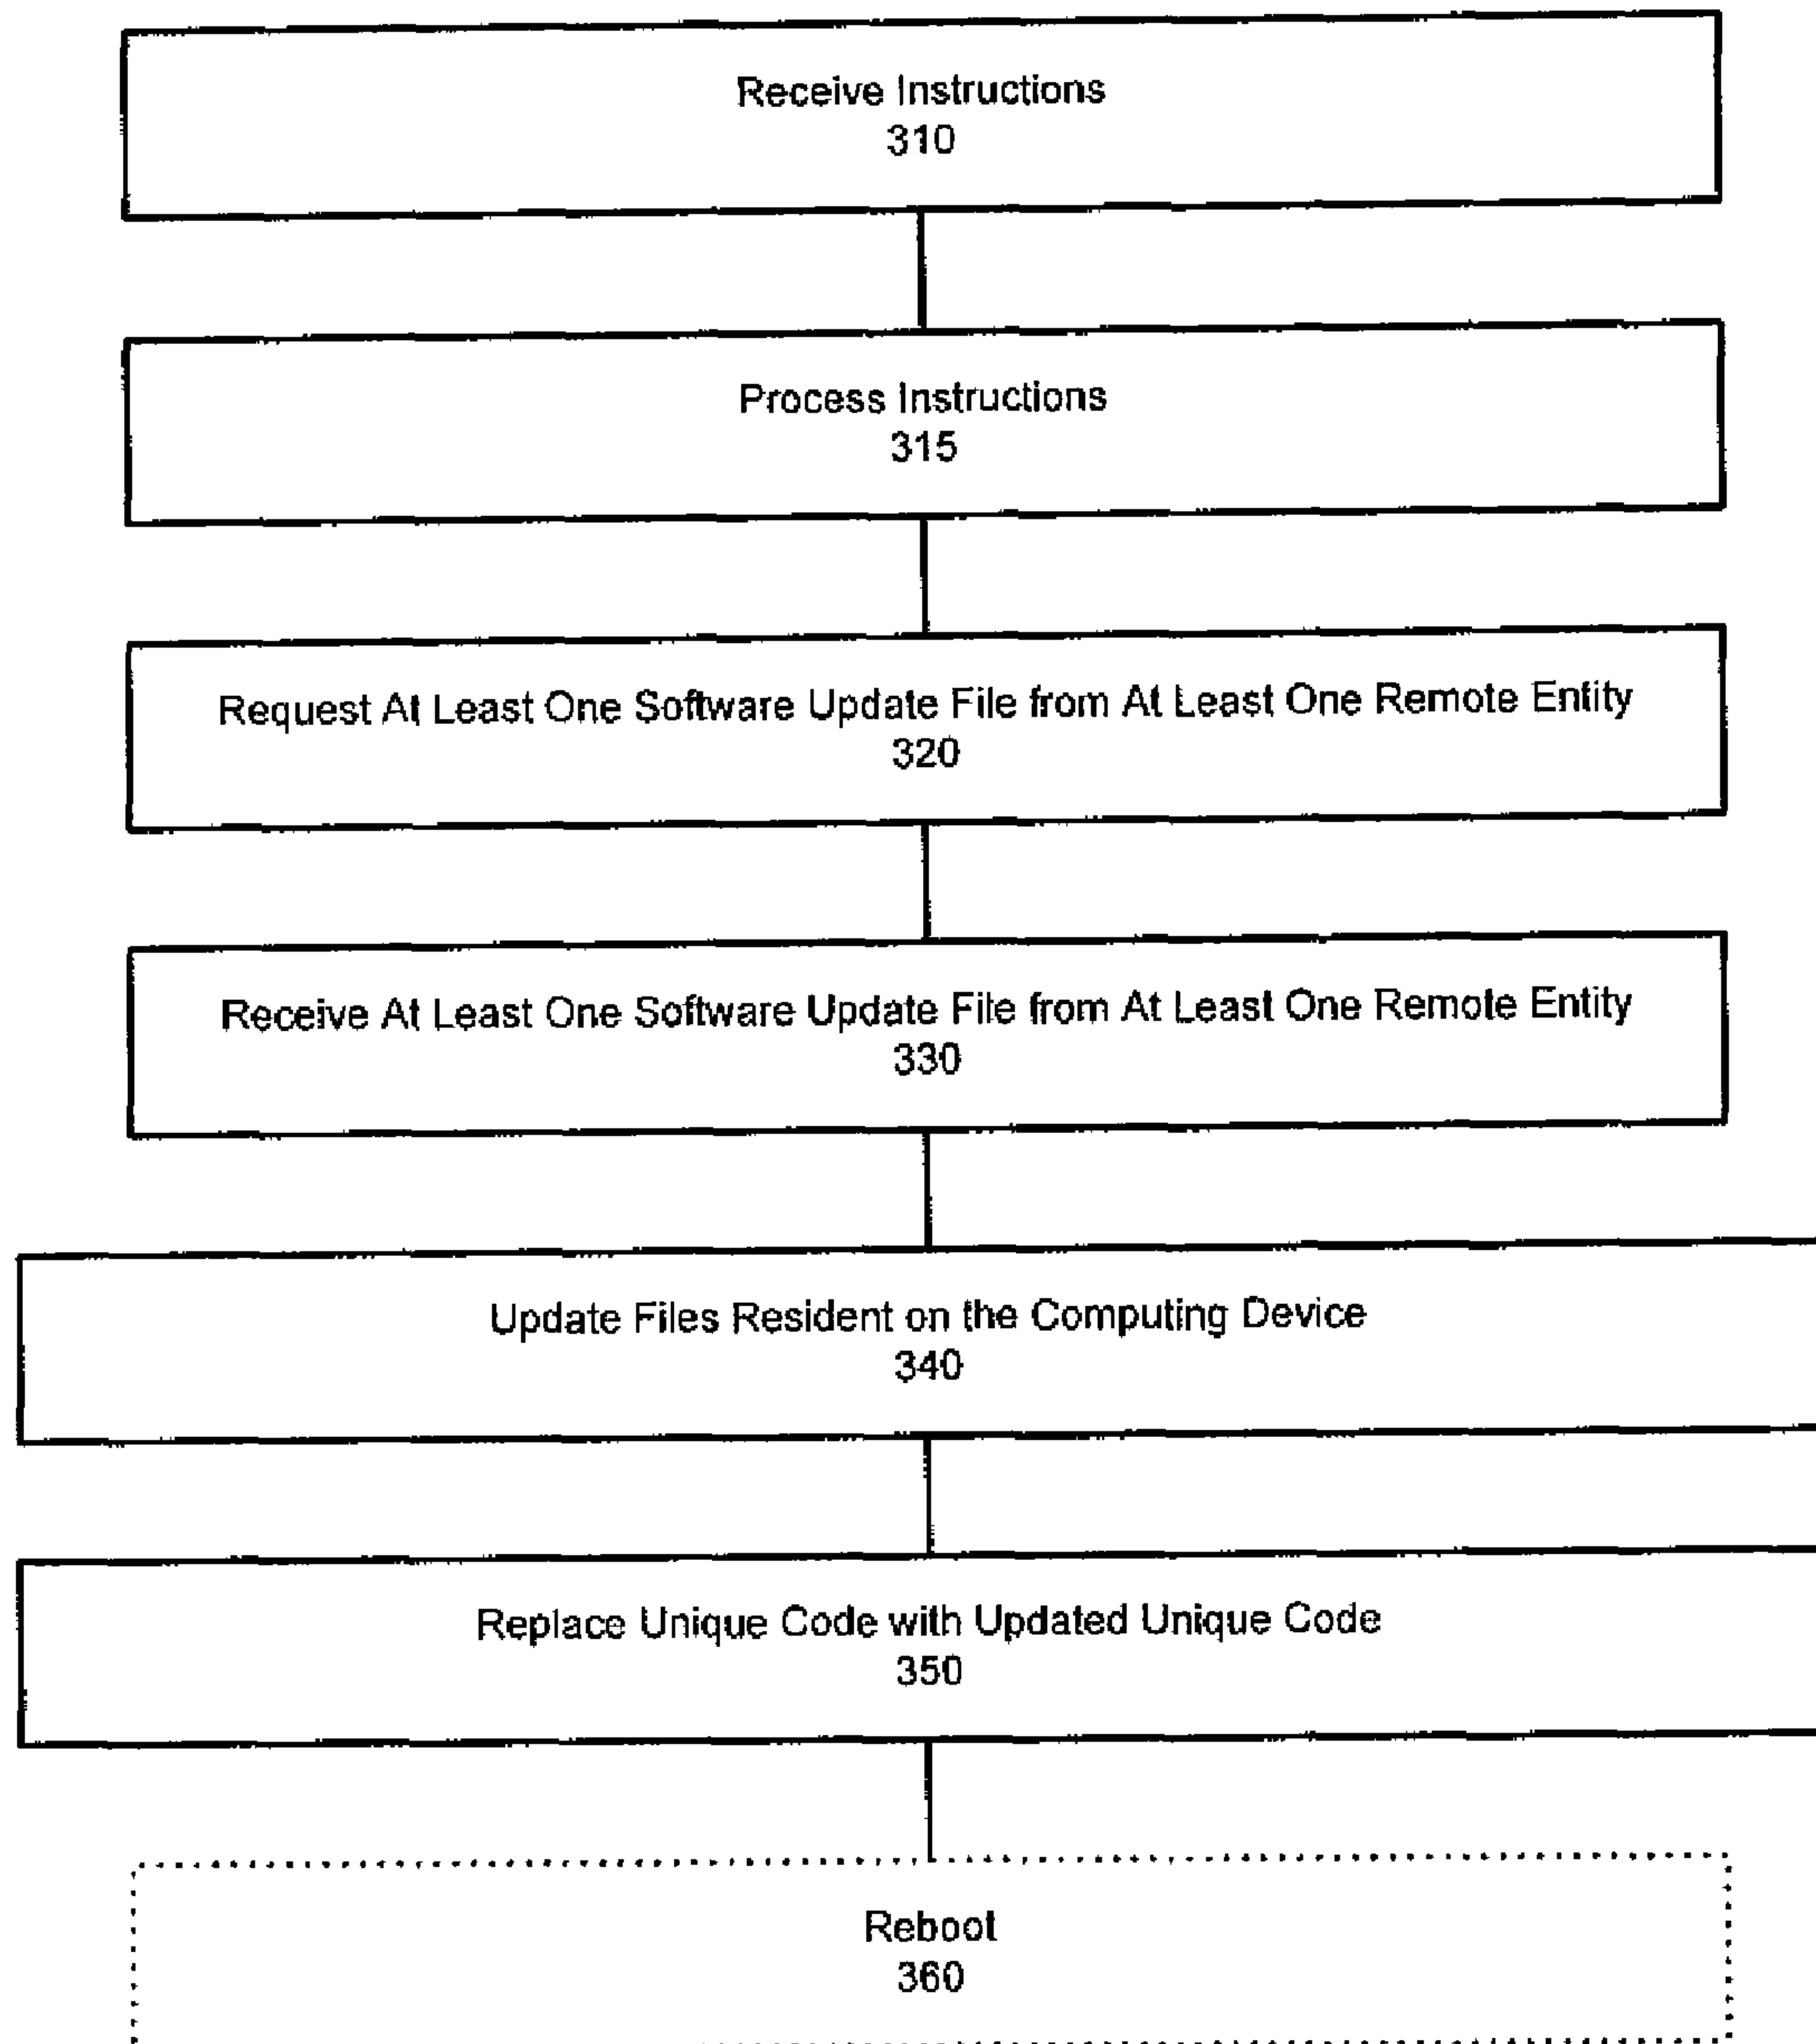 Receive Instructions
310
Process Instructions
315
Request At Least One Software Update File from At Least One Remote Entity
320
Receive At Least One Software Update File from At Least One Remote Entity
330
Update Files Resident on the Computing Device
340
Replace Unique Code with Updated Unique Code
350
Reboot
360